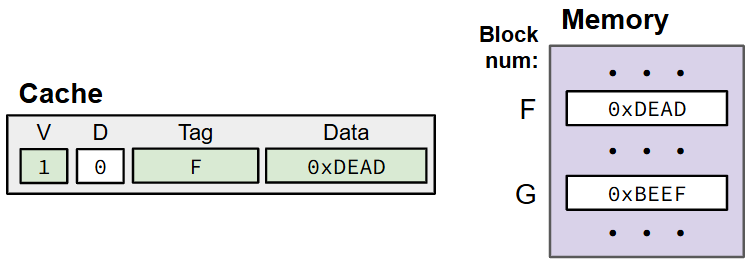 Cache
V D Tag Data
1 0 F 0xDEAD
Memory
Block
num:
• • •
F 0xDEAD
• • •
G 0xBEEF
• • •